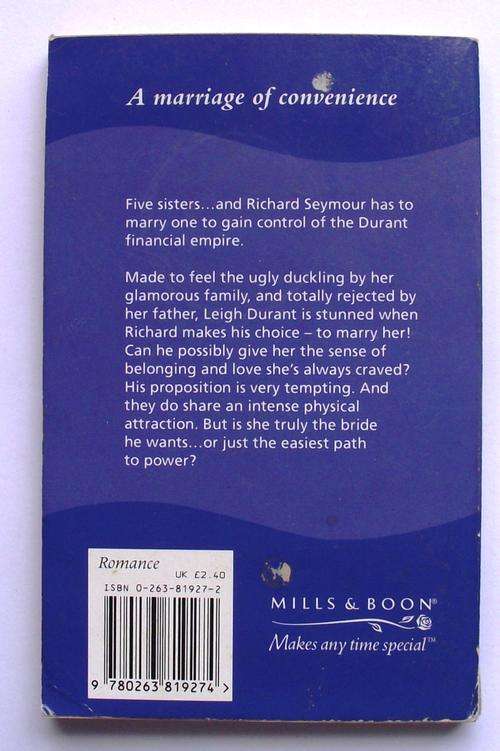 A marriage of convenience
Five sisters...and Richard Seymour has to
marry one to gain control of the Durant
financial empire.
Made to feel the ugly duckling by her
glamorous family, and totally rejected by
her father, Leigh Durant is stunned when
Richard makes his choice – to marry her!
Can he possibly give her the sense of
belonging and love she's always craved?
His proposition is very tempting. And
they do share an intense physical
attraction. But is she truly the bride
he wants...or just the easiest path
to power?
Romance
UK £2.40
ISBN 0-263-81927-2
9 780263 819274 >
MILLS & BOON®
Makes any time special™